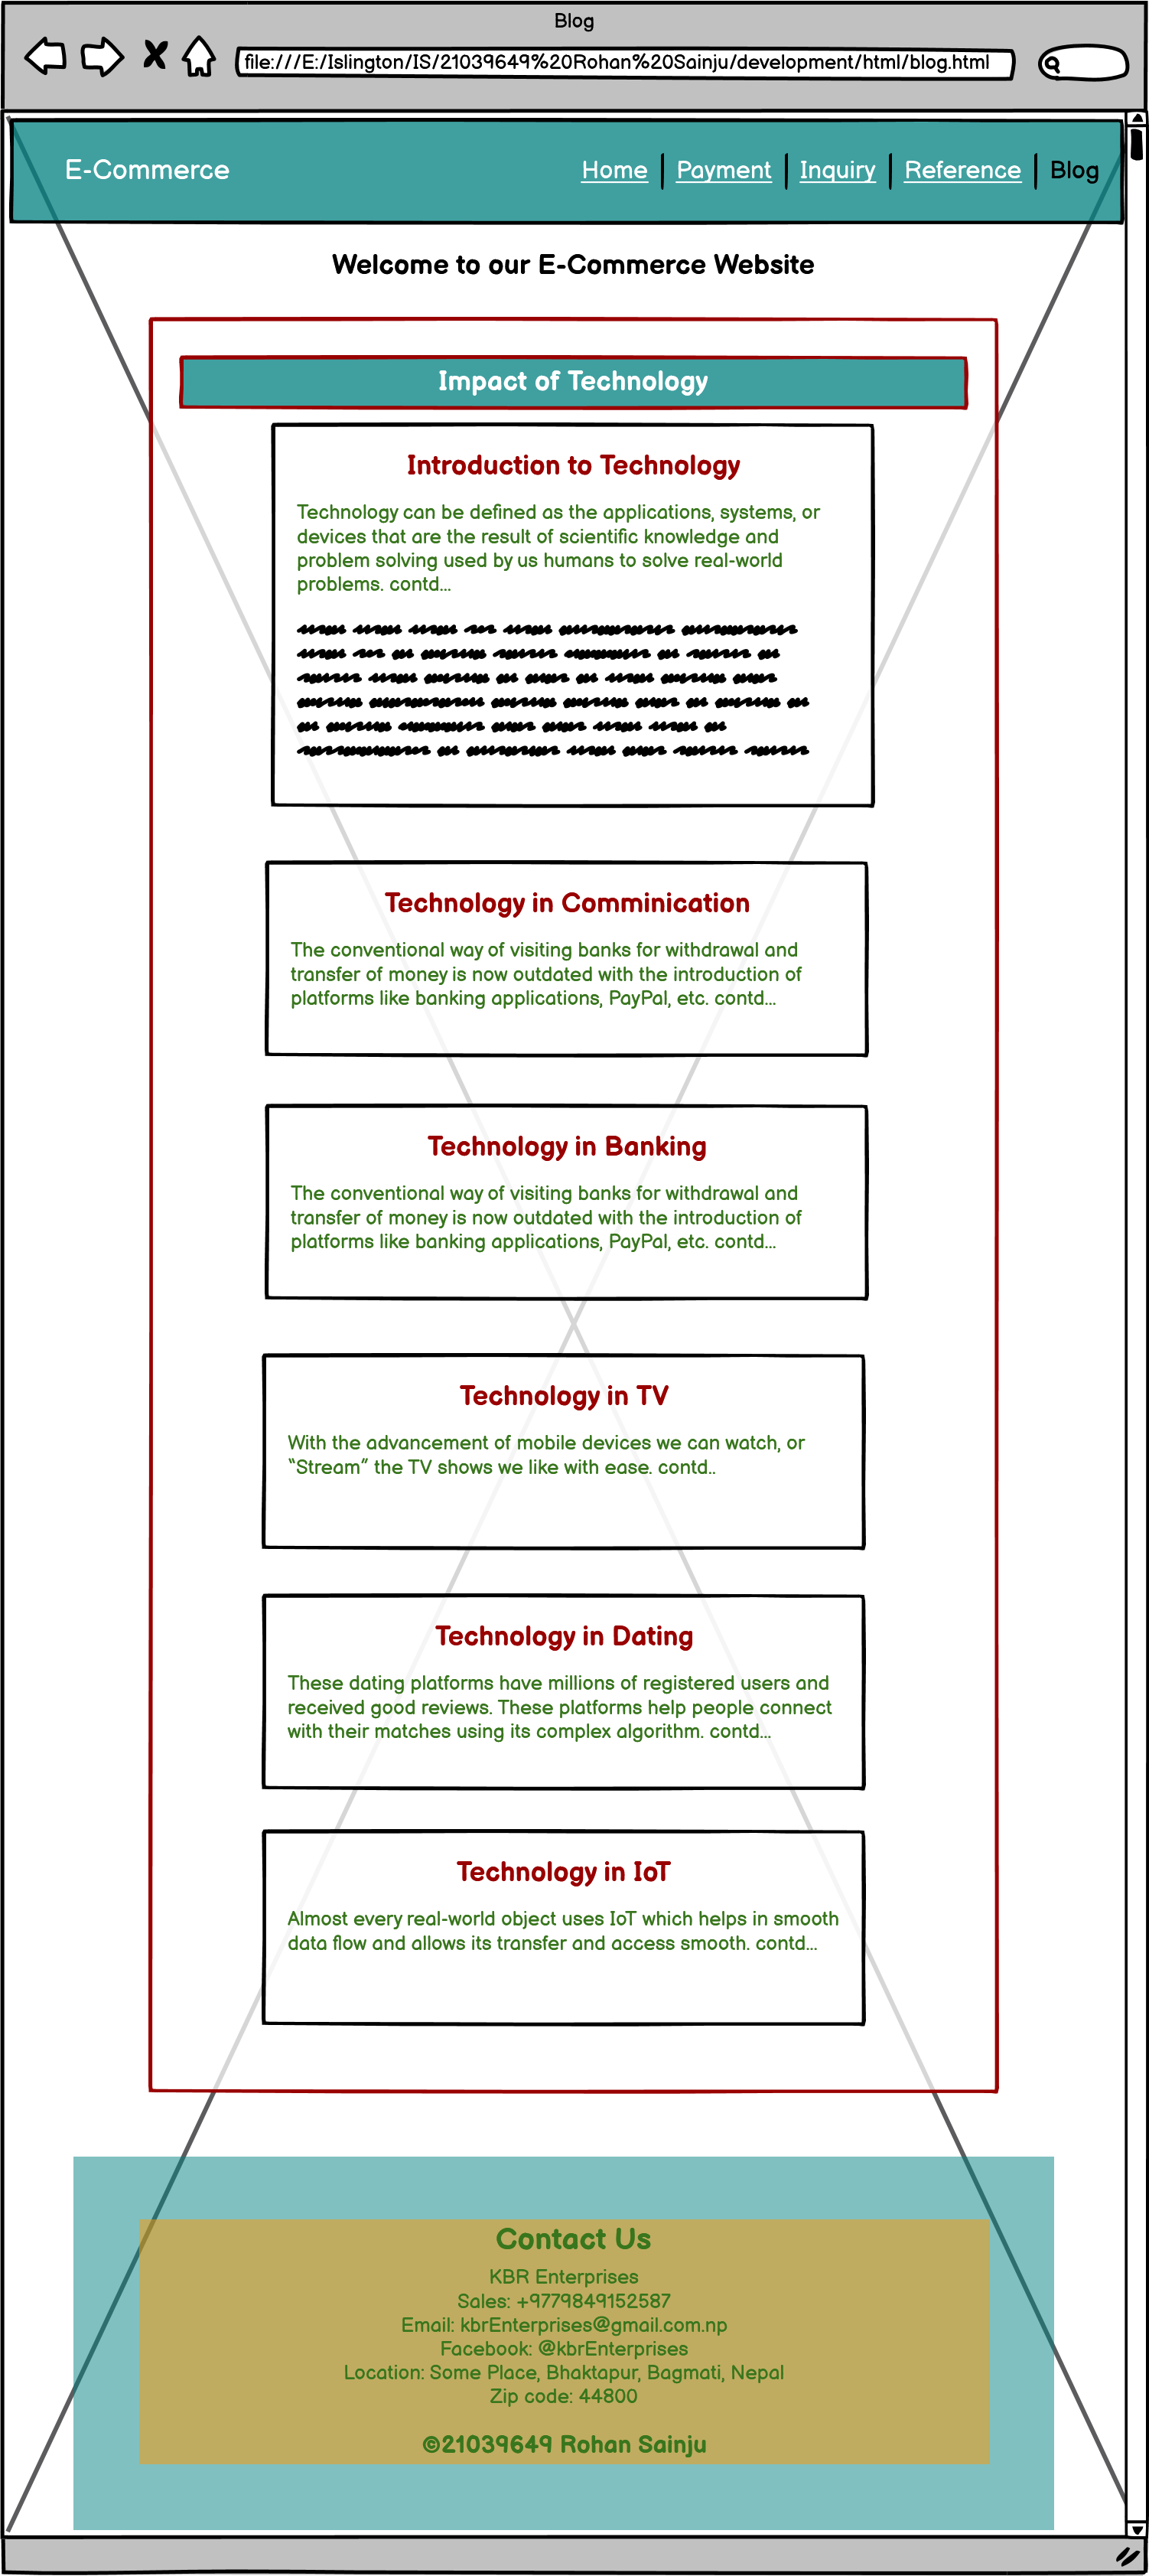 Blog
file:///E:/Islington/IS/21039649%20Rohan%20Sainju/development/html/blog.html
E-Commerce
Home Payment Inquiry Reference Blog
Welcome to our E-Commerce Website
Impact of Technology
Introduction to Technology
Technology can be defined as the applications, systems, or
devices that are the result of scientific knowledge and
problem solving used by us humans to solve real-world
problems. contd...
Technology in Comminication
The conventional way of visiting banks for withdrawal and
transfer of money is now outdated with the introduction of
platforms like banking applications, PayPal, etc. contd...
Technology in Banking
The conventional way of visiting banks for withdrawal and
transfer of money is now outdated with the introduction of
platforms like banking applications, PayPal, etc. contd...
Technology in TV
With the advancement of mobile devices we can watch, or
“Stream” the TV shows we like with ease. contd..
Technology in Dating
These dating platforms have millions of registered users and
received good reviews. These platforms help people connect
with their matches using its complex algorithm. contd...
Technology in IoT
Almost every real-world object uses IoT which helps in smooth
data flow and allows its transfer and access smooth. contd...
Contact Us
KBR Enterprises
Sales: +9779849152587
Email: kbrEnterprises@gmail.com.np
Facebook: @kbrEnterprises
Location: Some Place, Bhaktapur, Bagmati, Nepal
Zip code: 44800
©21039649 Rohan Sainju